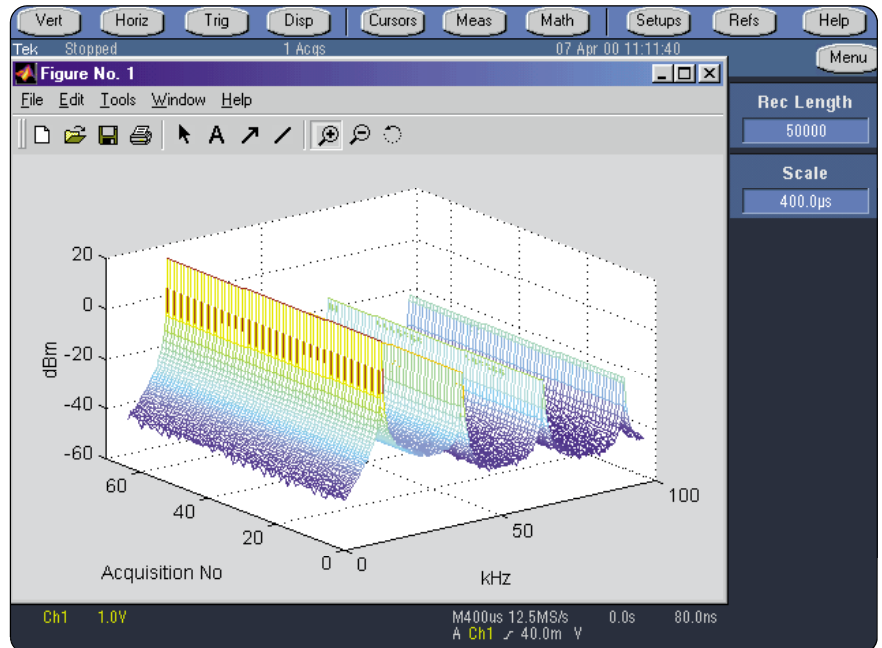 Vert Horiz Trig Disp Cursors Meas Math Setups Refs Help
Tek Stopped 1 Acqs 07 Apr 00 11:11:40
Menu
Figure No. 1
File Edit Tools Window Help
A
Rec Length
50000
Scale
400.0µs
20
0
-20
-40
-60
dBm
60
40
20
0
Acquisition No
0
50
100
kHz
Ch1 1.0V M400us 12.5MS/s 0.0s 80.0ns
A Ch1 40.0m V